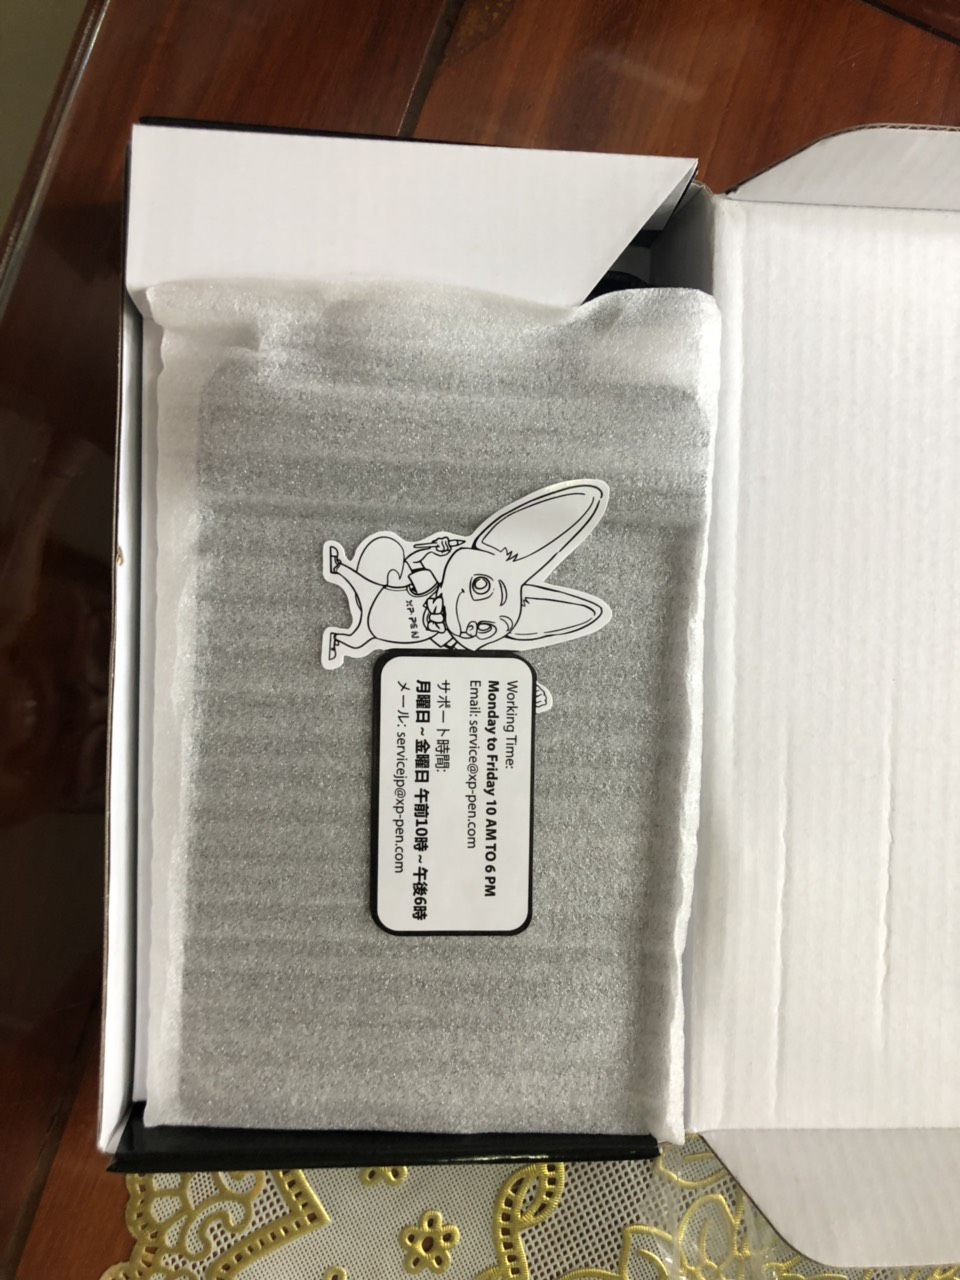 XP-PEN
Working Time:
Monday to Friday 10 AM TO 6 PM
Email: service@xp-pen.com
サポート時間:
月曜日 ~ 金曜日 午前10時 ~ 午後6時
メール: servicejp@xp-pen.com